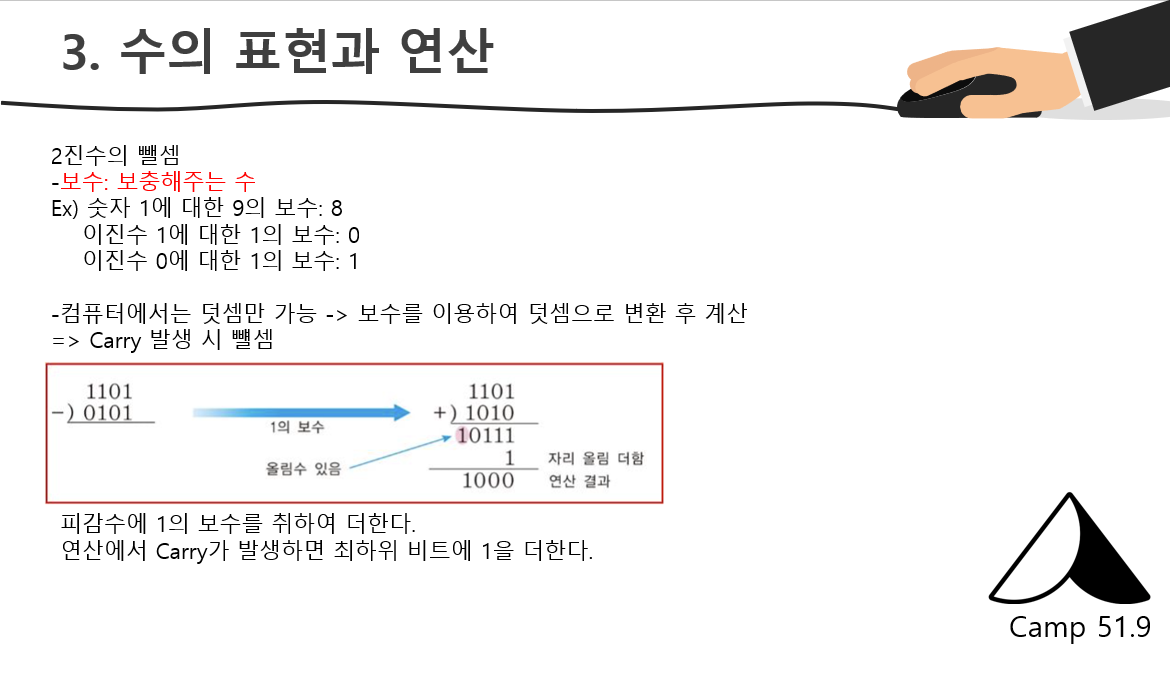 3. 수의 표현과 연산
2진수의 뺄셈
-보수: 보충해주는 수
Ex) 숫자 1에 대한 9의 보수: 8
이진수 1에 대한 1의 보수: 0
이진수 0에 대한 1의 보수: 1
-컴퓨터에서는 덧셈만 가능 -> 보수를 이용하여 덧셈으로 변환 후 계산
=> Carry 발생 시 뺄셈
1101
−) 0101
1의 보수
올림수 있음
1101
+) 1010
10111
1 자리 올림 더함
1000 연산 결과
피감수에 1의 보수를 취하여 더한다.
연산에서 Carry가 발생하면 최하위 비트에 1을 더한다.
Camp 51.9